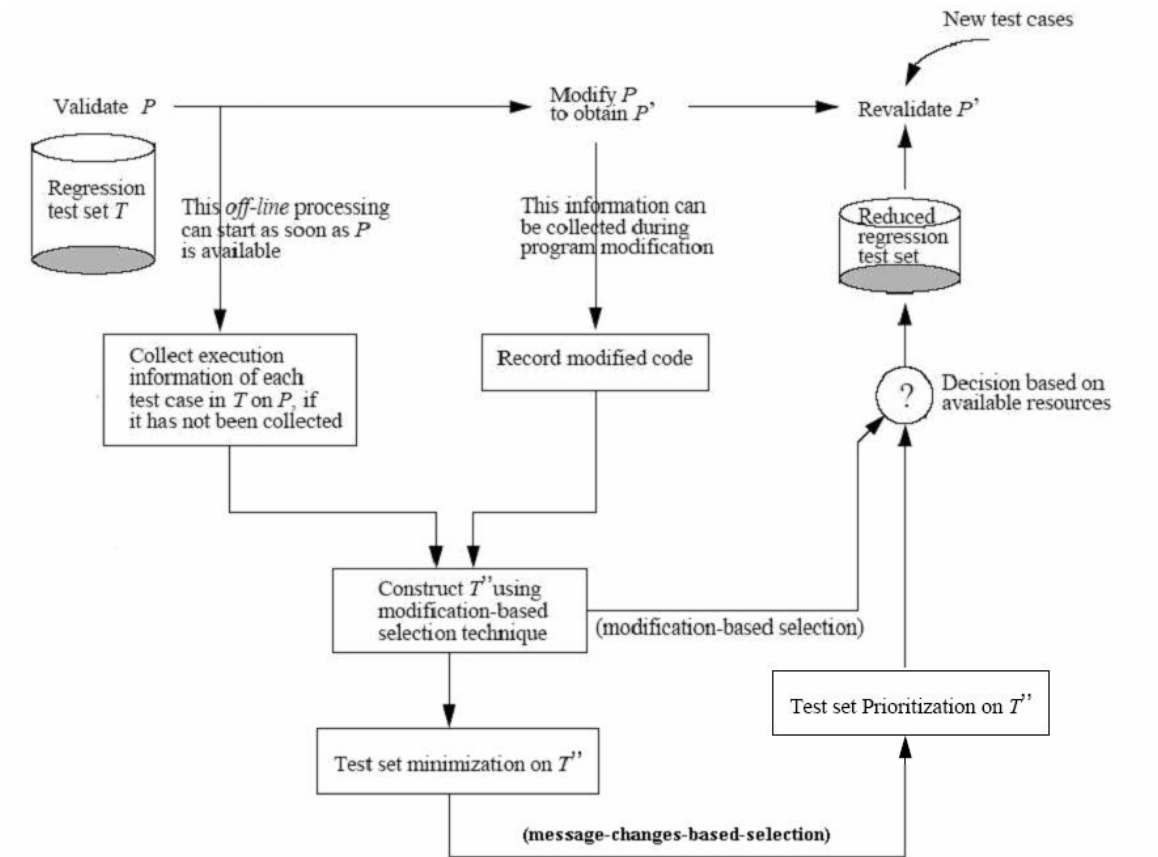 New test cases
Validate P
Modify P
to obtain P’
Revalidate P’
Regression
test set T
This off-line processing
can start as soon as P
is available
This information can
be collected during
program modification
Reduced
regression
test set
Collect execution
information of each
test case in T on P, if
it has not been collected
Record modified code
?
Decision based on
available resources
Construct T’’ using
modification-based
selection technique
(modification-based selection)
Test set Prioritization on T’’
Test set minimization on T’’
(message-changes-based-selection)